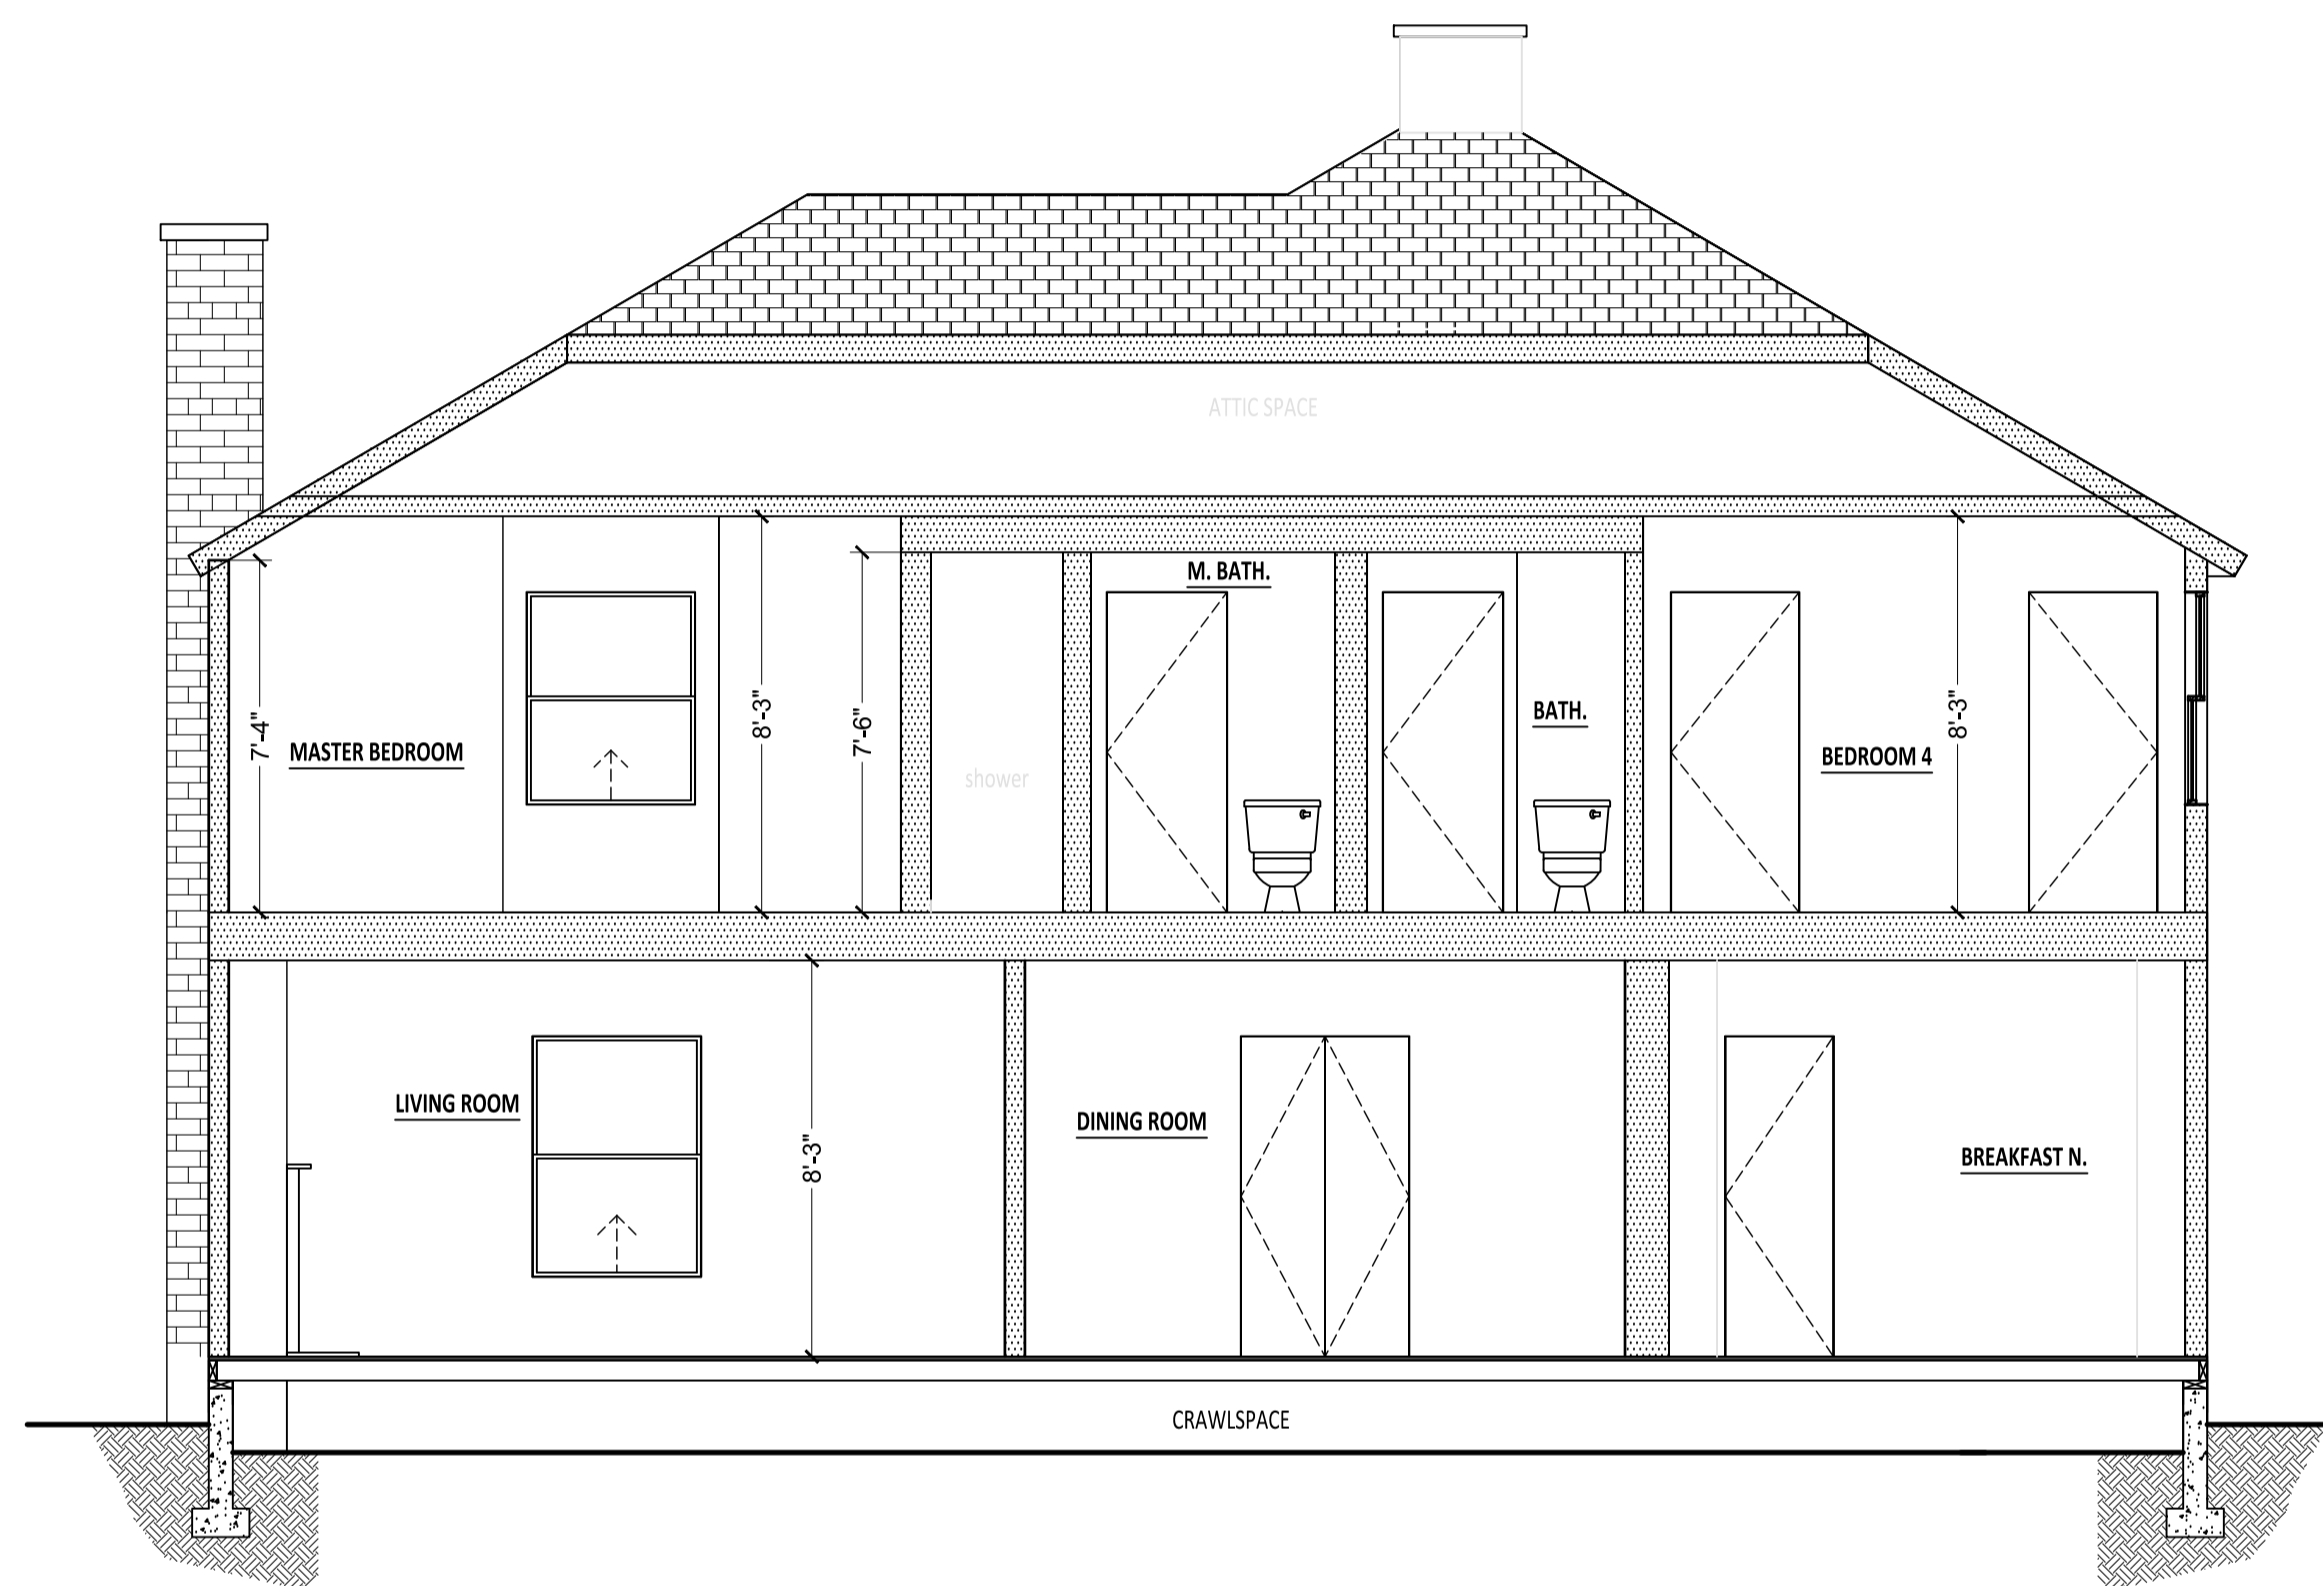 ATTIC SPACE
M. BATH.
7'-4"
MASTER BEDROOM
8'-3"
7'-6"
shower
BATH.
BEDROOM 4
8'-3"
LIVING ROOM
8'-3"
DINING ROOM
BREAKFAST N.
CRAWLSPACE